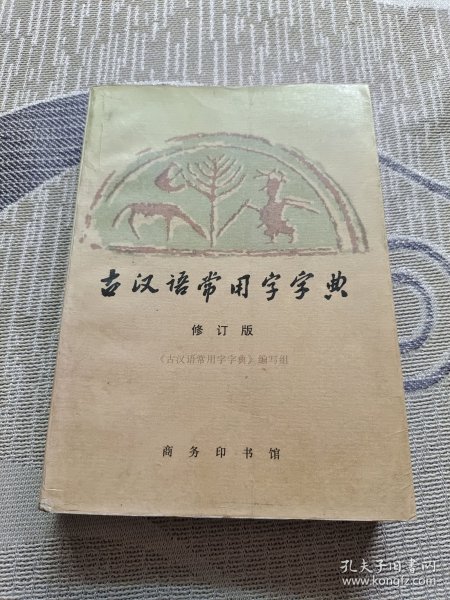 古汉语常用字字典
修订版
《古汉语常用字字典》编写组
商务印书馆
孔夫子旧书网
www.kongfz.com